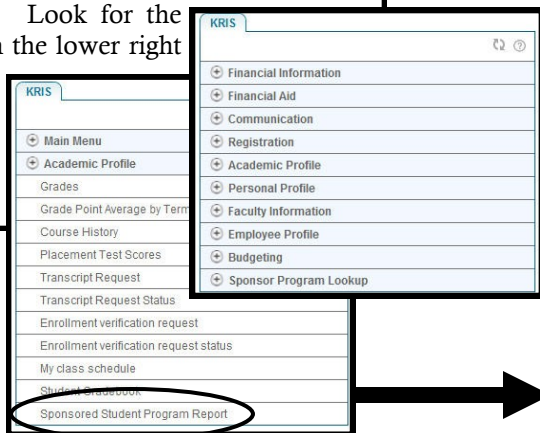 Look for the
n the lower right
KRIS
Financial Information
Financial Aid
Communication
Registration
Academic Profile
Personal Profile
Faculty Information
Employee Profile
Budgeting
Sponsor Program Lookup
KRIS
Main Menu
Academic Profile
Grades
Grade Point Average by Term
Course History
Placement Test Scores
Transcript Request
Transcript Request Status
Enrollment verification request
Enrollment verification request status
My class schedule
Student Gradebook
Sponsored Student Program Report